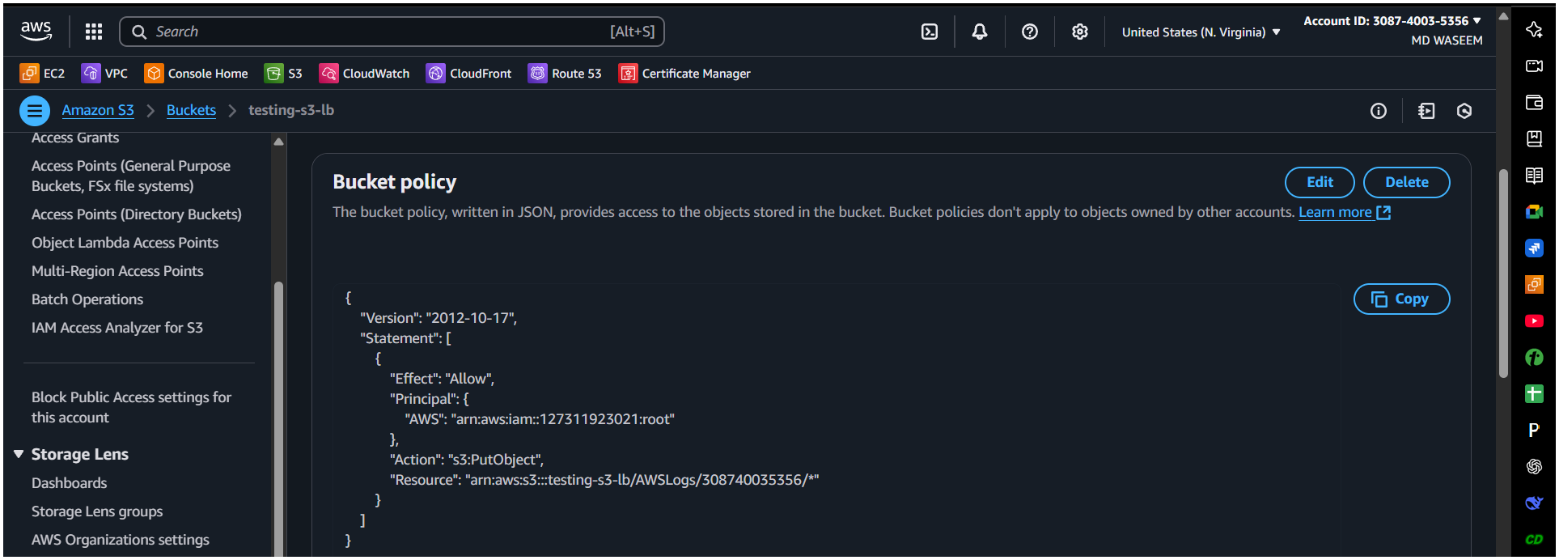 aws
Search [Alt+S]
United States (N. Virginia) ▼
Account ID: 3087-4003-5356 ▼
MD WASEEM
EC2 VPC Console Home S3 CloudWatch CloudFront Route 53 Certificate Manager
Amazon S3 > Buckets > testing-s3-lb
Access Grants
Access Points (General Purpose
Buckets, FSx file systems)
Access Points (Directory Buckets)
Object Lambda Access Points
Multi-Region Access Points
Batch Operations
IAM Access Analyzer for S3
Block Public Access settings for
this account
▼ Storage Lens
Dashboards
Storage Lens groups
AWS Organizations settings
Bucket policy
Edit
Delete
The bucket policy, written in JSON, provides access to the objects stored in the bucket. Bucket policies don't apply to objects owned by other accounts. Learn more
Copy
{
"Version": "2012-10-17",
"Statement": [
{
"Effect": "Allow",
"Principal": {
"AWS": "arn:aws:iam::127311923021:root"
},
"Action": "s3:PutObject",
"Resource": "arn:aws:s3:::testing-s3-lb/AWSLogs/308740035356/*"
}
]
}
P
CD